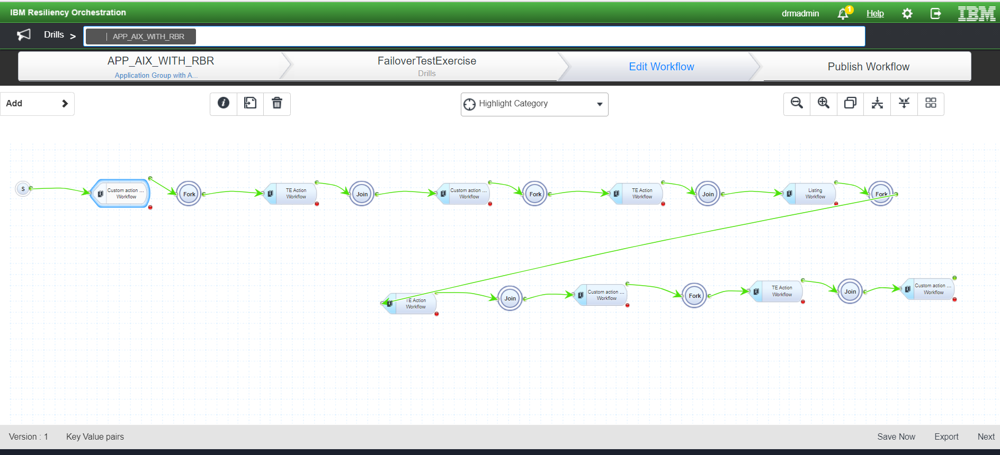 IBM Resiliency Orchestration
drmadmin
1
Help
IBM
Drills >
| APP_AIX_WITH_RBR
APP_AIX_WITH_RBR
Application Group with A...
FailoverTestExercise
Drills
Edit Workflow
Publish Workflow
Add
Highlight Category
S
Custom action ...
Workflow
Fork
TE Action
Workflow
Join
Custom action ...
Workflow
Fork
TE Action
Workflow
Join
Listing
Workflow
Fork
TE Action
Workflow
Join
Custom action ...
Workflow
Fork
TE Action
Workflow
Join
Custom action ...
Workflow
Version : 1
Key Value pairs
Save Now
Export
Next